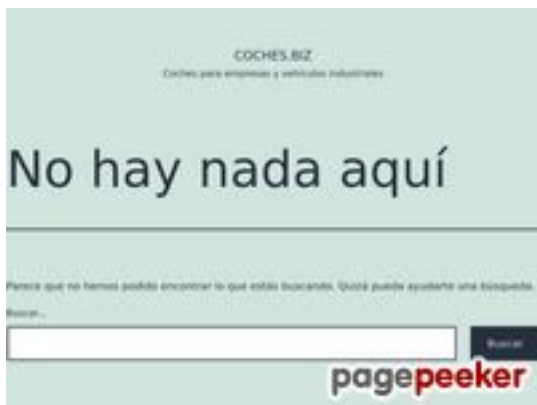 COCHES.BIZ
Coches para empresas y vehículos industriales
No hay nada aquí
Parece que no hemos podido encontrar lo que estás buscando. Quizá pueda ayudarte una búsqueda.
Buscar…
Buscar
pagepeeker